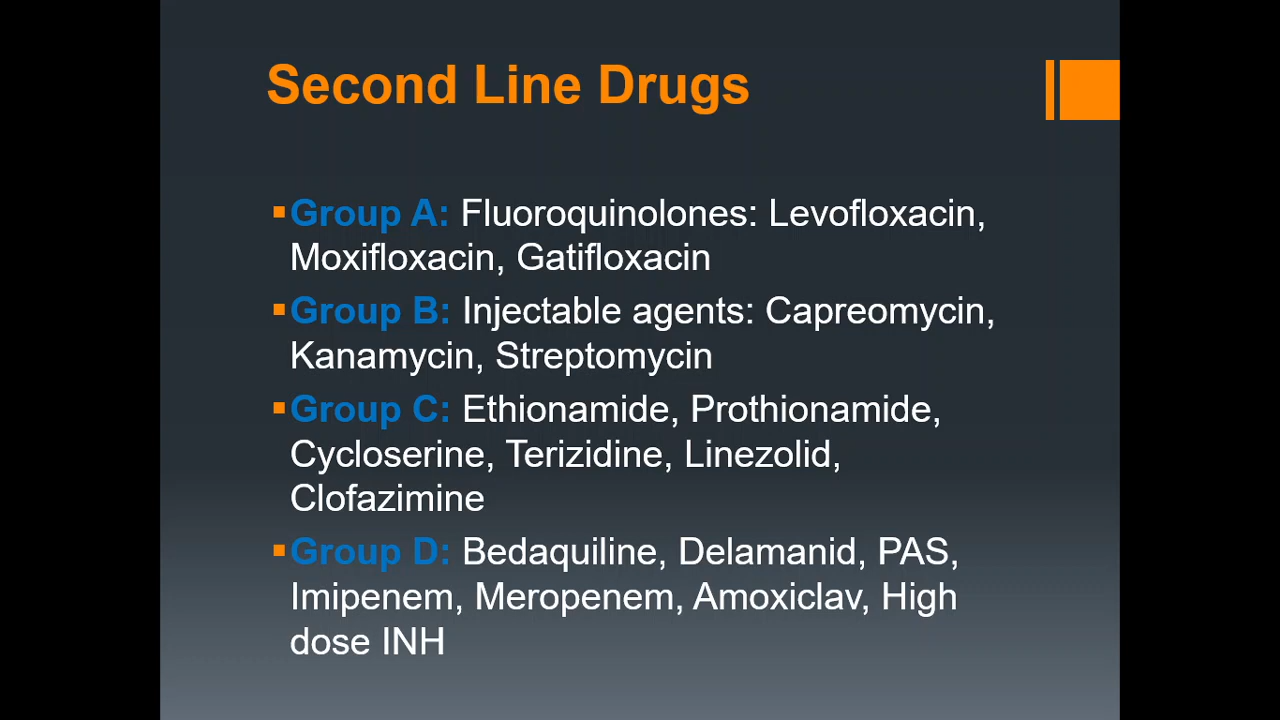 Second Line Drugs
Group A: Fluoroquinolones: Levofloxacin,
Moxifloxacin, Gatifloxacin
Group B: Injectable agents: Capreomycin,
Kanamycin, Streptomycin
Group C: Ethionamide, Prothionamide,
Cycloserine, Terizidine, Linezolid,
Clofazimine
Group D: Bedaquiline, Delamanid, PAS,
Imipenem, Meropenem, Amoxiclav, High
dose INH